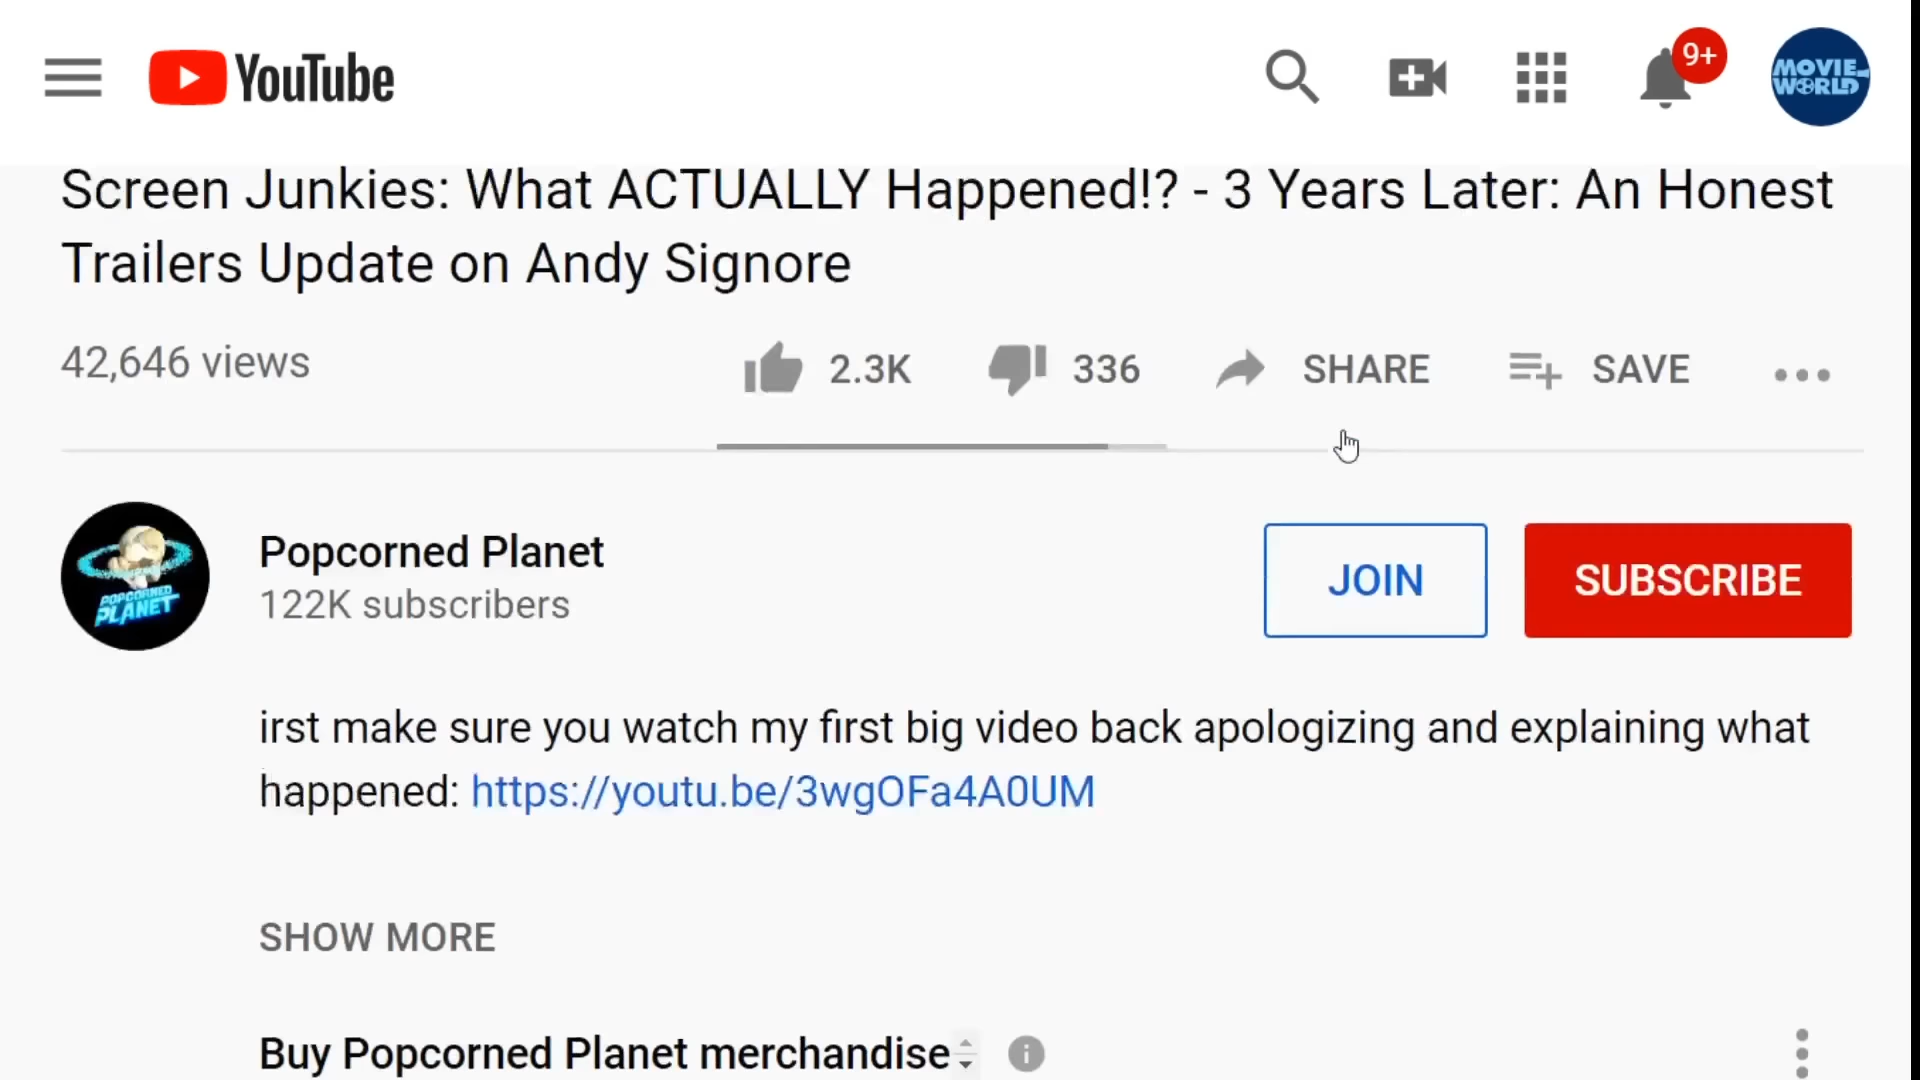 YouTube
9+
MOVIE
WORLD
Screen Junkies: What ACTUALLY Happened!? - 3 Years Later: An Honest
Trailers Update on Andy Signore
42,646 views
2.3K
336
SHARE
SAVE
POPCORNED
PLANET
Popcorned Planet
122K subscribers
JOIN
SUBSCRIBE
irst make sure you watch my first big video back apologizing and explaining what
happened: https://youtu.be/3wgOFa4A0UM
SHOW MORE
Buy Popcorned Planet merchandise